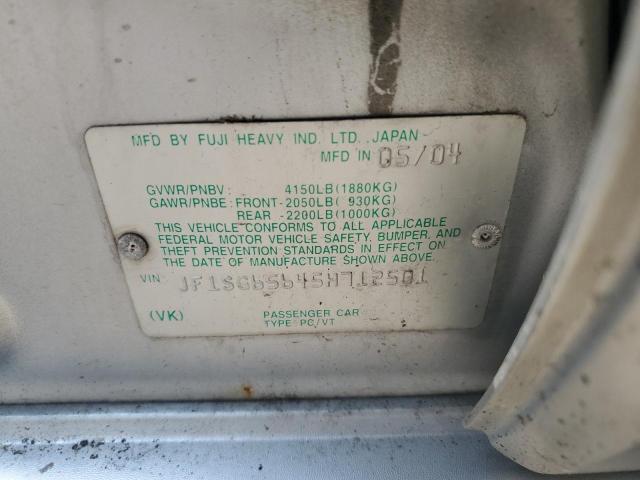 MFD BY FUJI HEAVY IND. LTD. ,JAPAN
MFD IN 05/04
GVWR/PNBV: 4150LB(1880KG)
GAWR/PNBE: FRONT-2050LB( 930KG)
REAR -2200LB(1000KG)
THIS VEHICLE CONFORMS TO ALL APPLICABLE
FEDERAL MOTOR VEHICLE SAFETY, BUMPER, AND
THEFT PREVENTION STANDARDS IN EFFECT ON
THE DATE OF MANUFACTURE SHOWN ABOVE.
VIN: JF1SG65645H712501
(VK) PASSENGER CAR
TYPE PC/VT